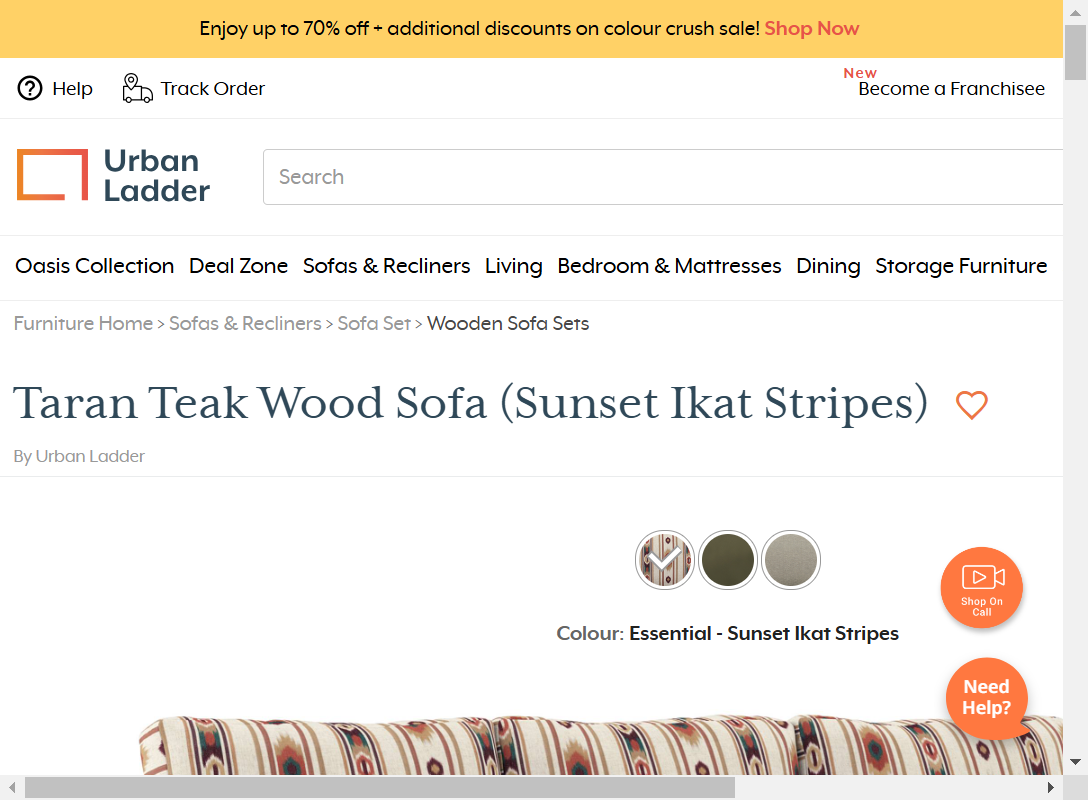 Enjoy up to 70% off + additional discounts on colour crush sale! Shop Now
Help
Track Order
New
Become a Franchisee
Urban
Ladder
Search
Oasis Collection Deal Zone Sofas & Recliners Living Bedroom & Mattresses Dining Storage Furniture
Furniture Home > Sofas & Recliners > Sofa Set > Wooden Sofa Sets
Taran Teak Wood Sofa (Sunset Ikat Stripes)
By Urban Ladder
Shop On
Call
Colour: Essential - Sunset Ikat Stripes
Need
Help?